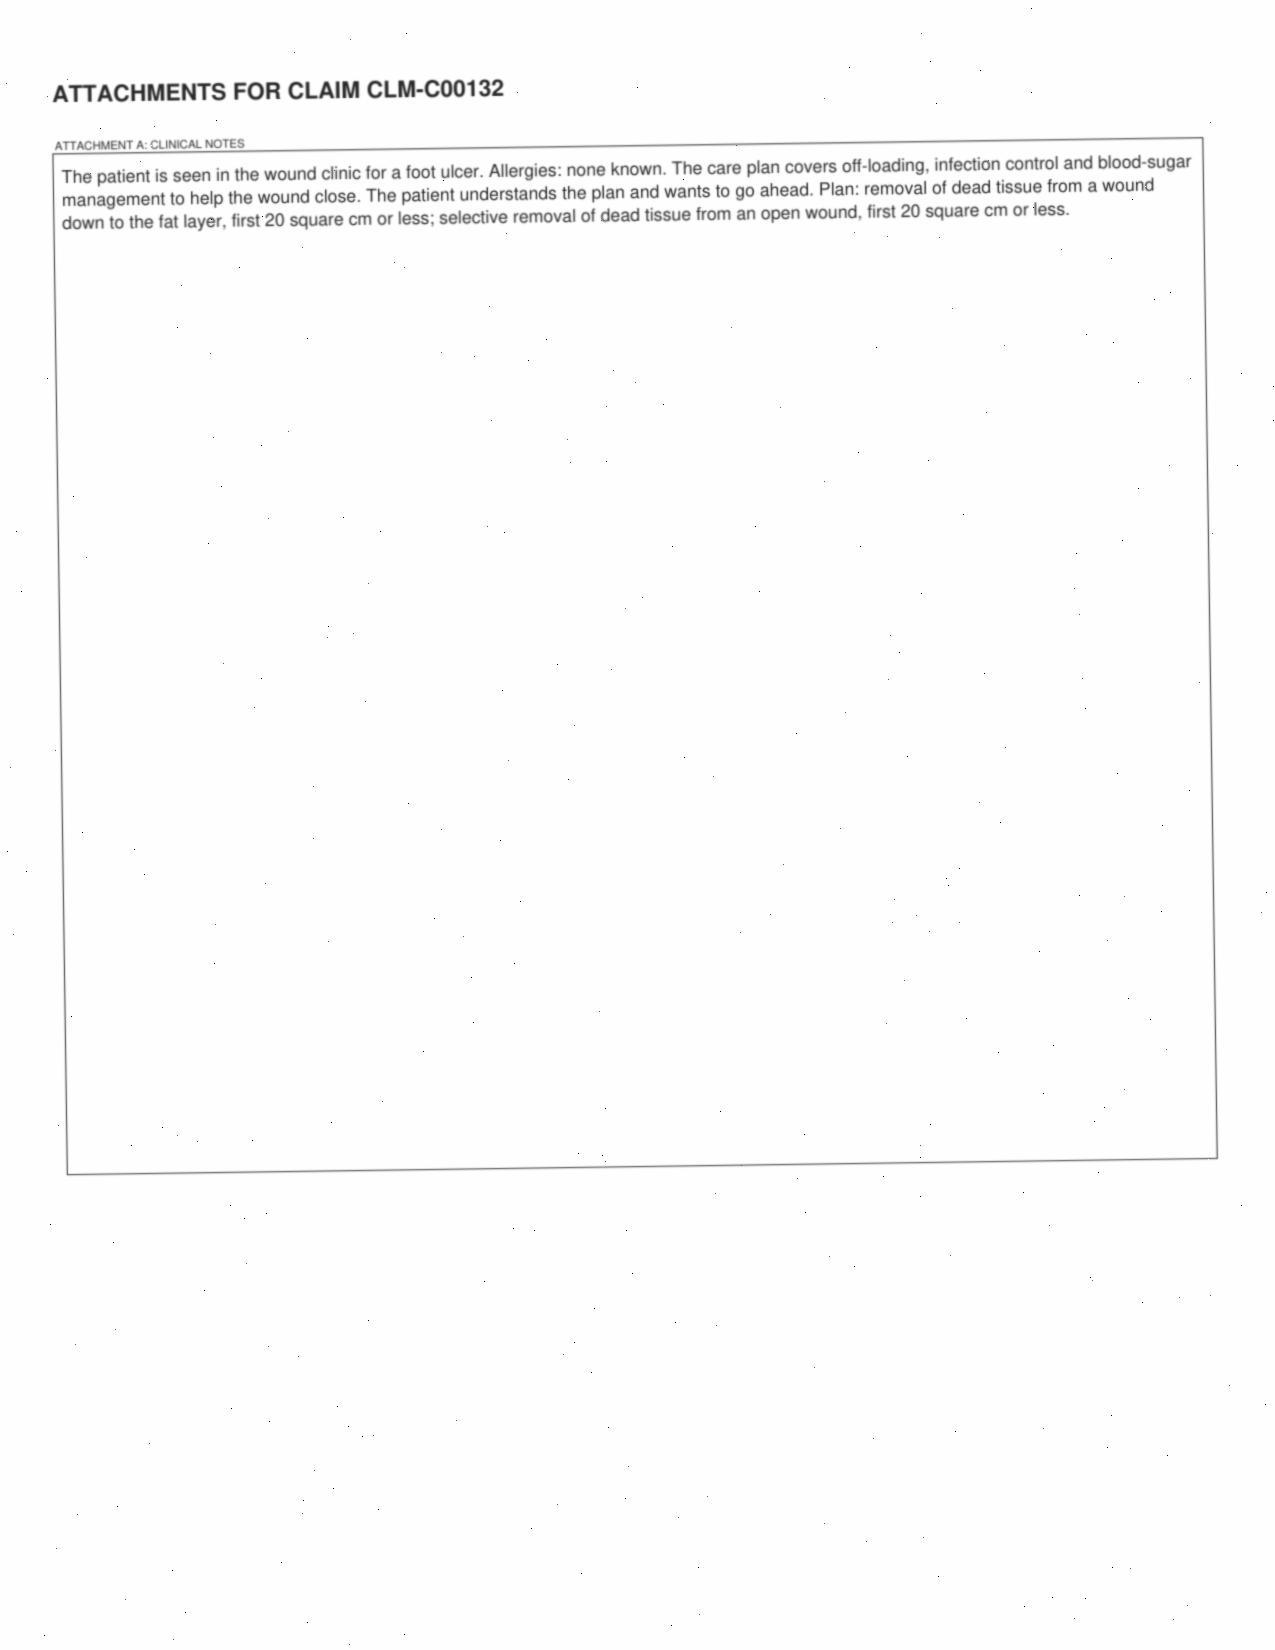 ATTACHMENTS FOR CLAIM CLM-C00132
ATTACHMENT A: CLINICAL NOTES
The patient is seen in the wound clinic for a foot ulcer. Allergies: none known. The care plan covers off-loading, infection control and blood-sugar
management to help the wound close. The patient understands the plan and wants to go ahead. Plan: removal of dead tissue from a wound
down to the fat layer, first 20 square cm or less; selective removal of dead tissue from an open wound, first 20 square cm or less.